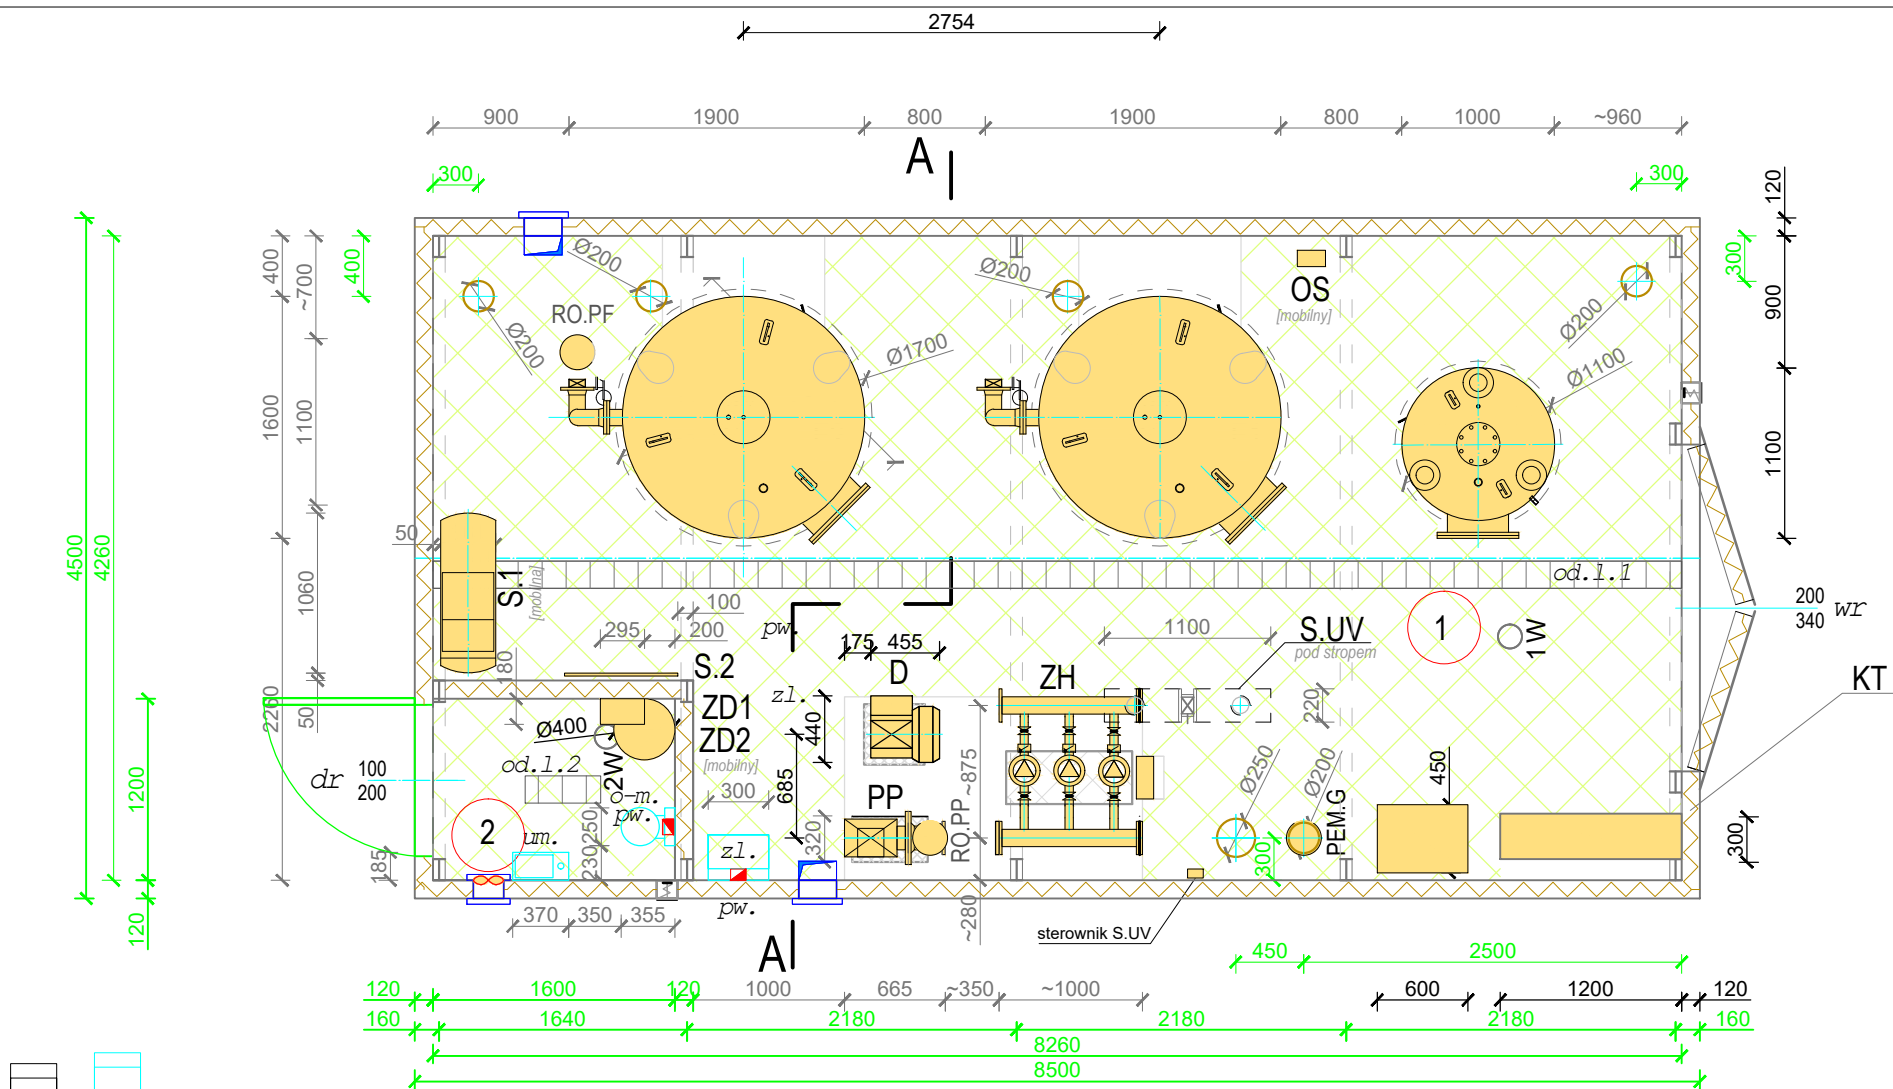 2754
900 1900 800 1900 800 1000 ~960
A
300 300
120
400 ~700 400 Ø200 Ø200 OS 300
RO.PF [mobilny] 900
Ø200 Ø200
Ø1700 Ø1100
1600 1100 1100
50
4500 4260 S.1 od.l.1
[mobilna]
1060 100 200 wr
340
295 200 pw. 1100 1 1W
175 455 S.UV
pod stropem
180 S.2 D ZH KT
ZD1 zl. 220
2260 50 Ø400 ZD2 440
[mobilny]
od.l.2 2W 685 ~875 Ø250 Ø200 450
dr 100
200
o-m. 300 PP
1200 pw. RO.PP PEM.G
2 um. 250 zl. 320 300 300
185 230
pw.
120 370 350 355 ~280
sterownik S.UV
A 450 2500
120 1600 120 1000 665 ~350 ~1000 600 1200 120
160 1640 2180 2180 2180 160
8260
8500